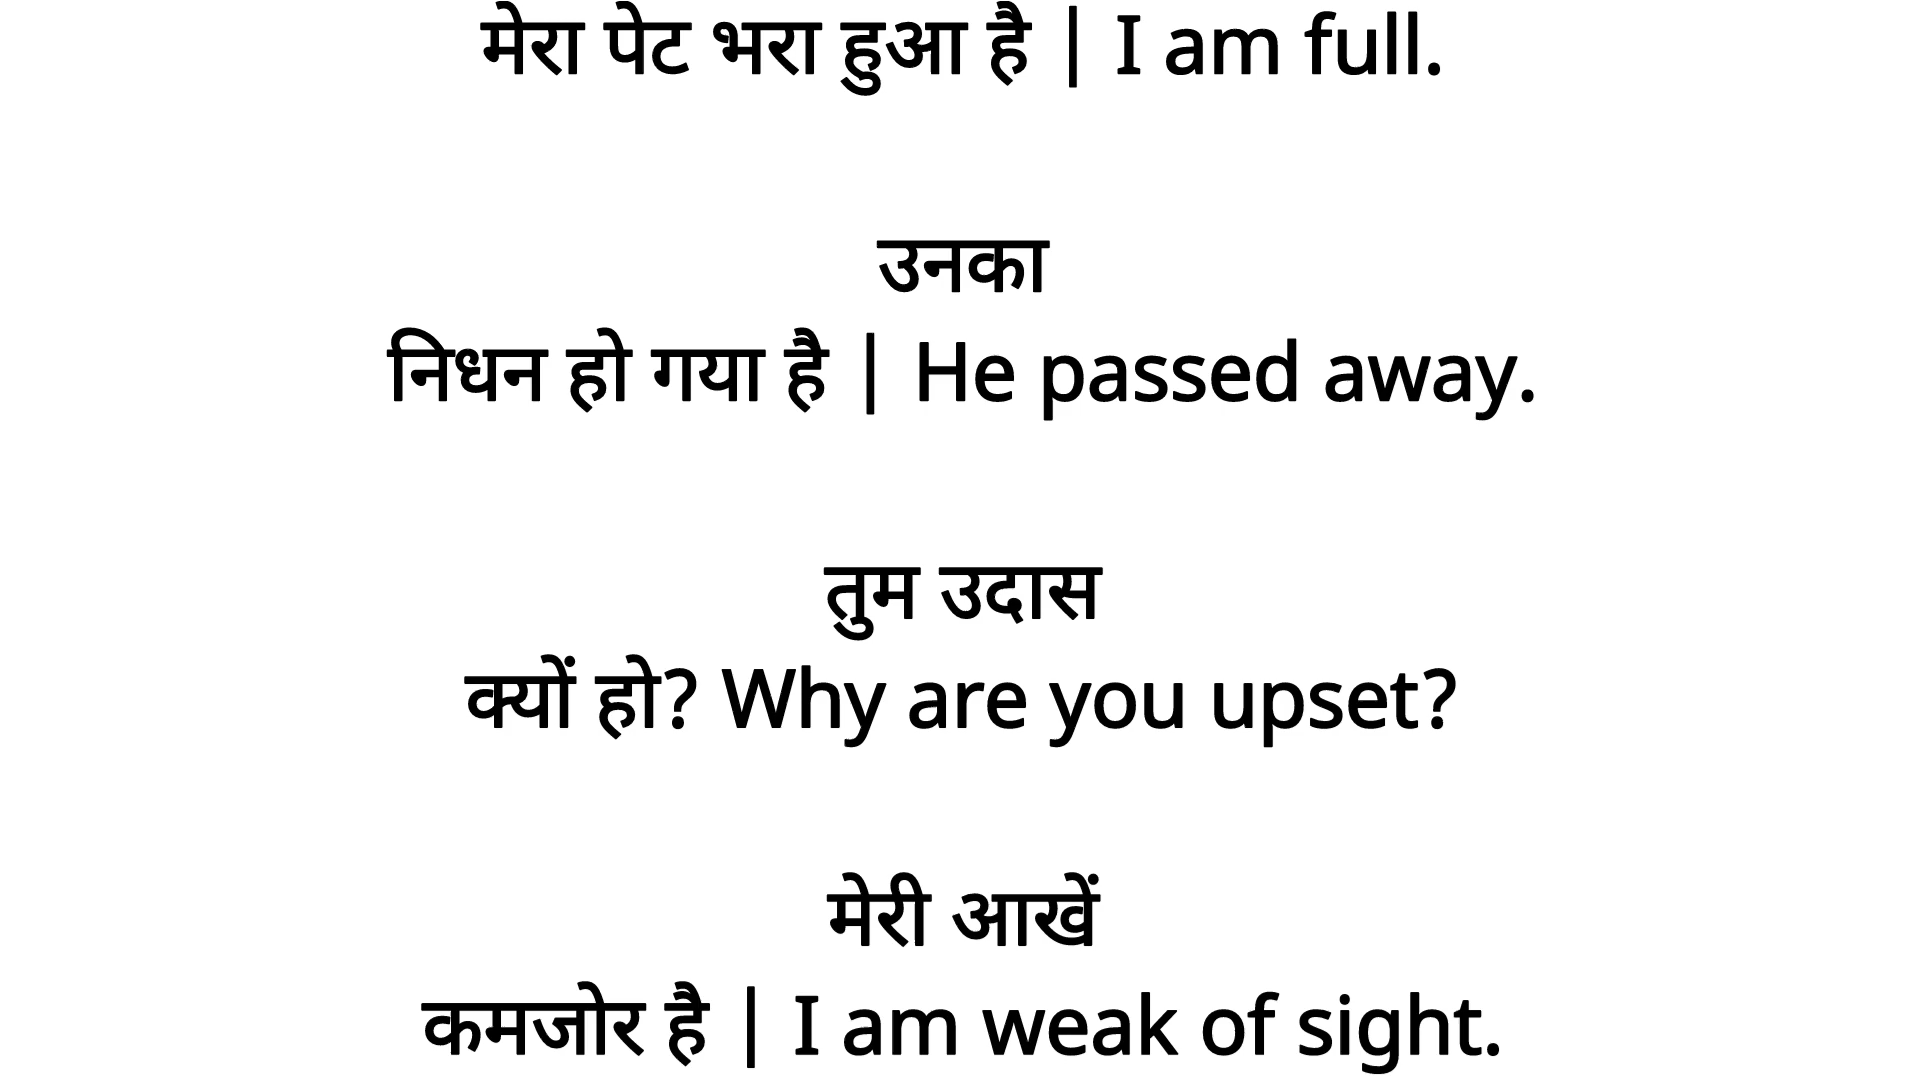 मेरा पेट भरा हुआ है | I am full.
उनका
निधन हो गया है | He passed away.
तुम उदास
क्यों हो? Why are you upset?
मेरी आखें
कमजोर है | I am weak of sight.